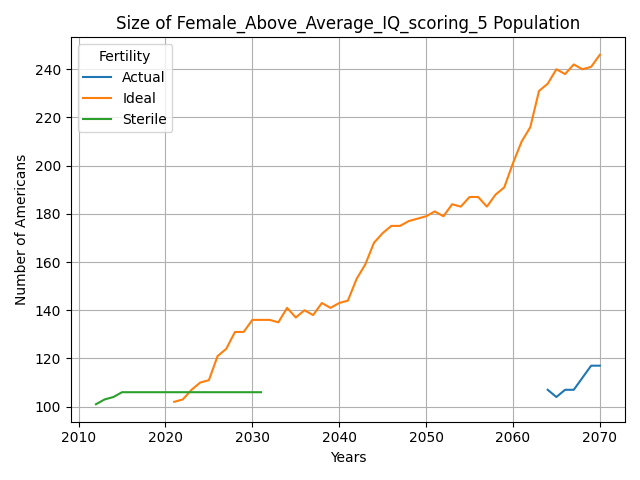 Size of Female_Above_Average_IQ_scoring_5 Population
Fertility
Actual
Ideal
Sterile
Number of Americans
240
220
200
180
160
140
120
100
2010 2020 2030 2040 2050 2060 2070
Years